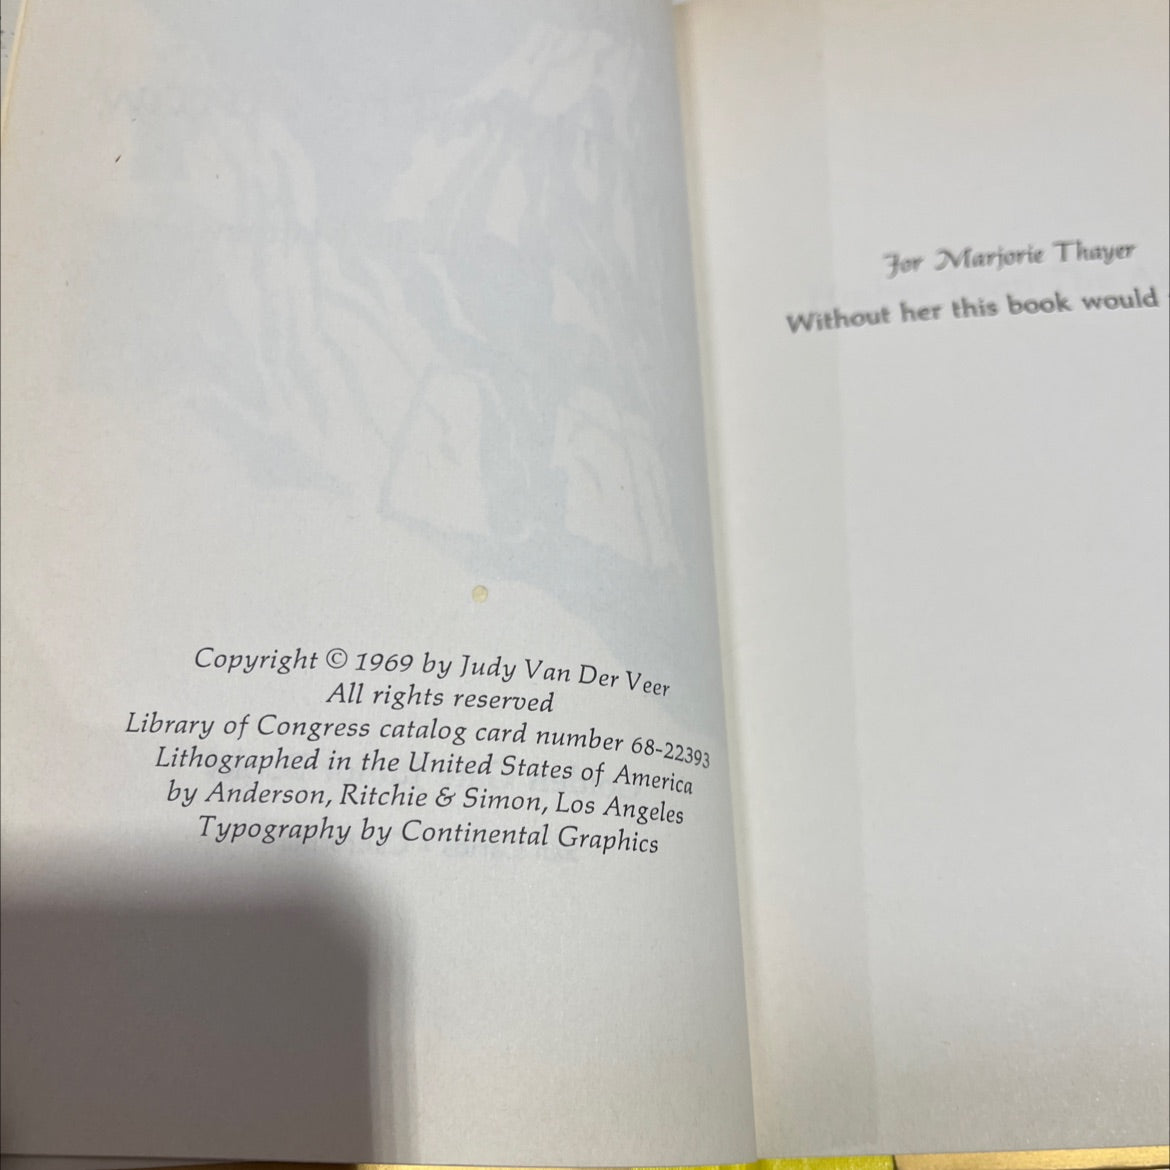 Copyright © 1969 by Judy Van Der Veer
All rights reserved
Library of Congress catalog card number 68-22393
Lithographed in the United States of America
by Anderson, Ritchie & Simon, Los Angeles
Typography by Continental Graphics
For Marjorie Thayer
Without her this book would